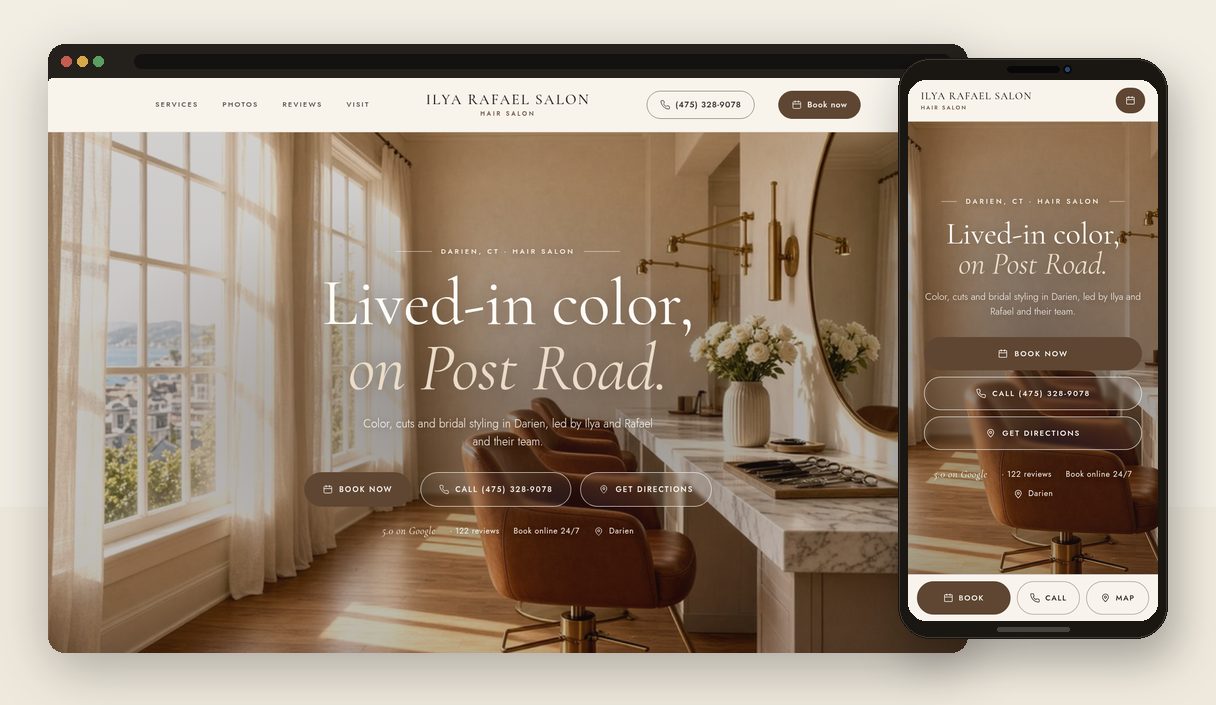 SERVICES PHOTOS REVIEWS VISIT
ILYA RAFAEL SALON
HAIR SALON
(475) 328-9078
Book now
DARIEN, CT · HAIR SALON
Lived-in color,
on Post Road.
Color, cuts and bridal styling in Darien, led by Ilya and Rafael
and their team.
BOOK NOW
CALL (475) 328-9078
GET DIRECTIONS
5.0 on Google · 122 reviews Book online 24/7 Darien
ILYA RAFAEL SALON
HAIR SALON
DARIEN, CT · HAIR SALON
Lived-in color,
on Post Road.
Color, cuts and bridal styling in Darien, led by Ilya and
Rafael and their team.
BOOK NOW
CALL (475) 328-9078
GET DIRECTIONS
5.0 on Google · 122 reviews Book online 24/7
Darien
BOOK
CALL
MAP